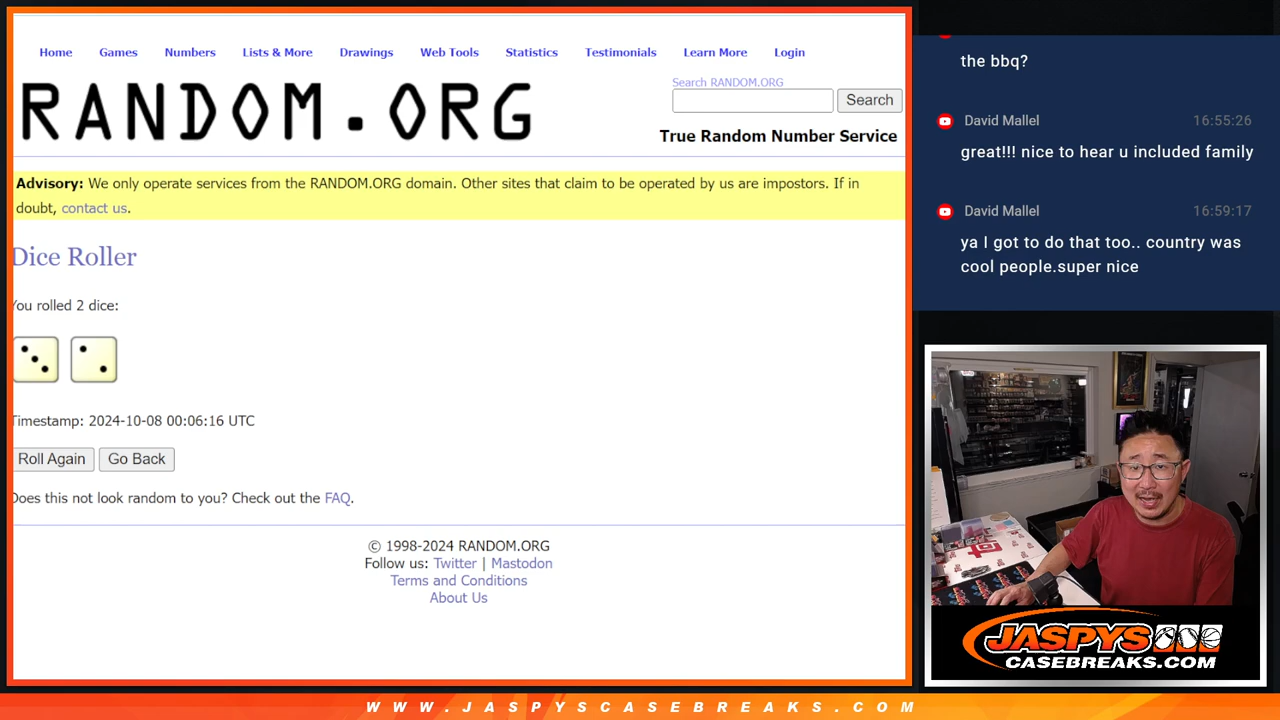 Home Games Numbers Lists & More Drawings Web Tools Statistics Testimonials Learn More Login
RANDOM.ORG
Search RANDOM.ORG
Search
True Random Number Service
Advisory: We only operate services from the RANDOM.ORG domain. Other sites that claim to be operated by us are impostors. If in
doubt, contact us.
Dice Roller
You rolled 2 dice:
Timestamp: 2024-10-08 00:06:16 UTC
Roll Again Go Back
Does this not look random to you? Check out the FAQ.
© 1998-2024 RANDOM.ORG
Follow us: Twitter | Mastodon
Terms and Conditions
About Us
the bbq?
David Mallel 16:55:26
great!!! nice to hear u included family
David Mallel 16:59:17
ya I got to do that too.. country was
cool people.super nice
JASPYS
CASEBREAKS.COM
WWW.JASPYSCASEBREAKS.COM